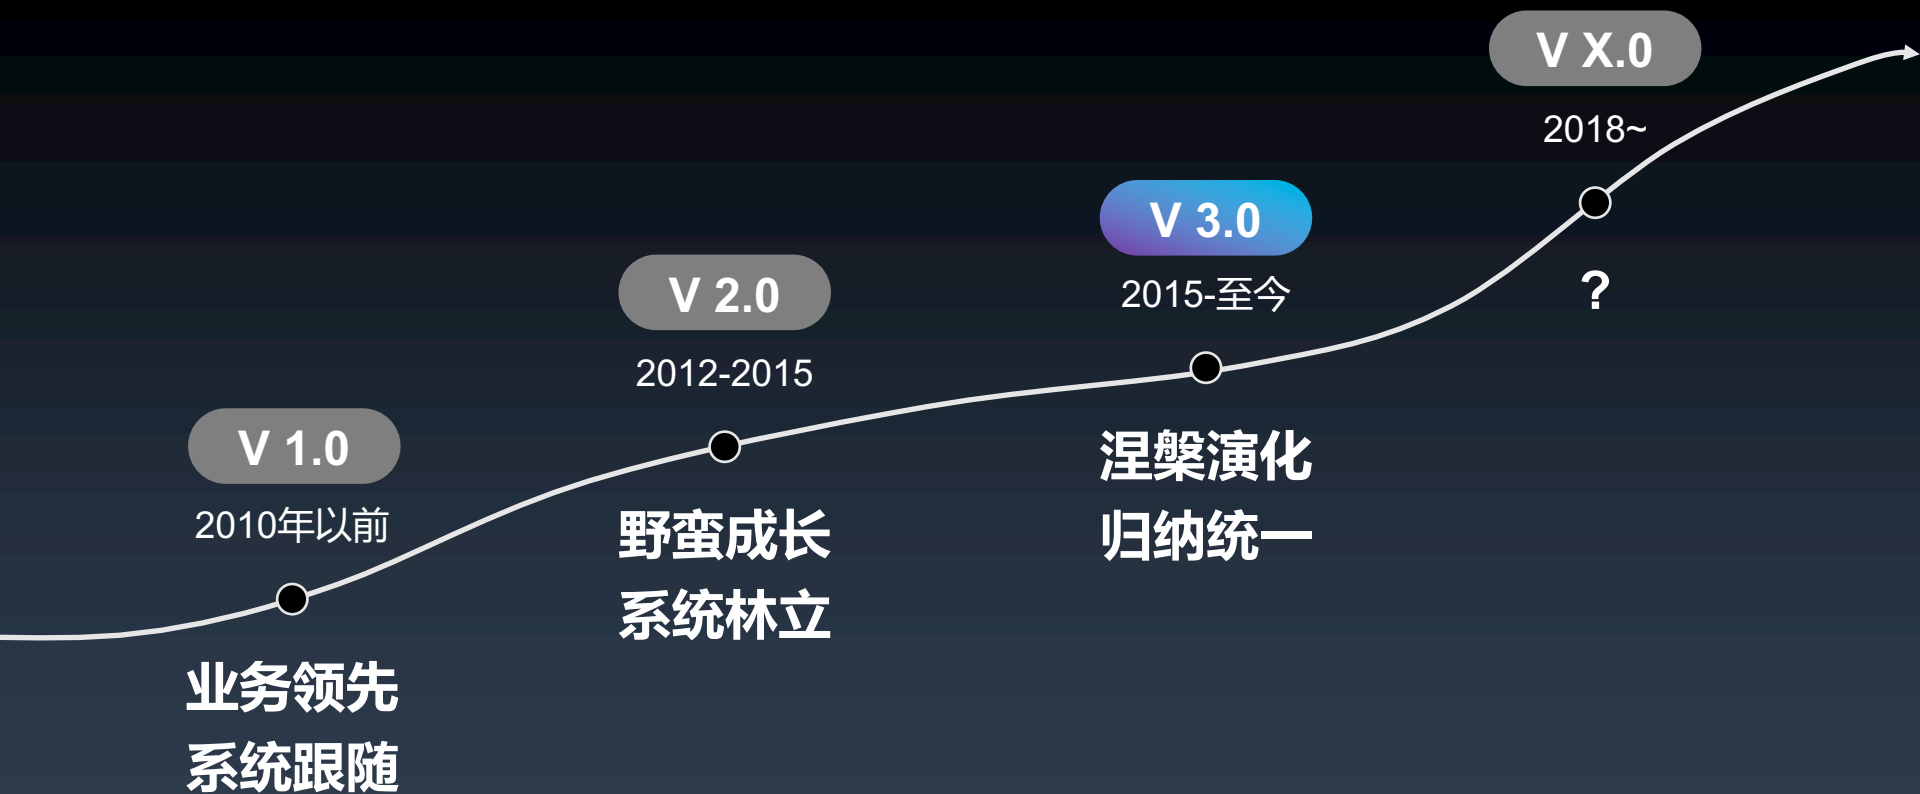 V 1.0
2010年以前
业务领先
系统跟随
V 2.0
2012-2015
野蛮成长
系统林立
V 3.0
2015-至今
涅槃演化
归纳统一
V X.0
2018~
?